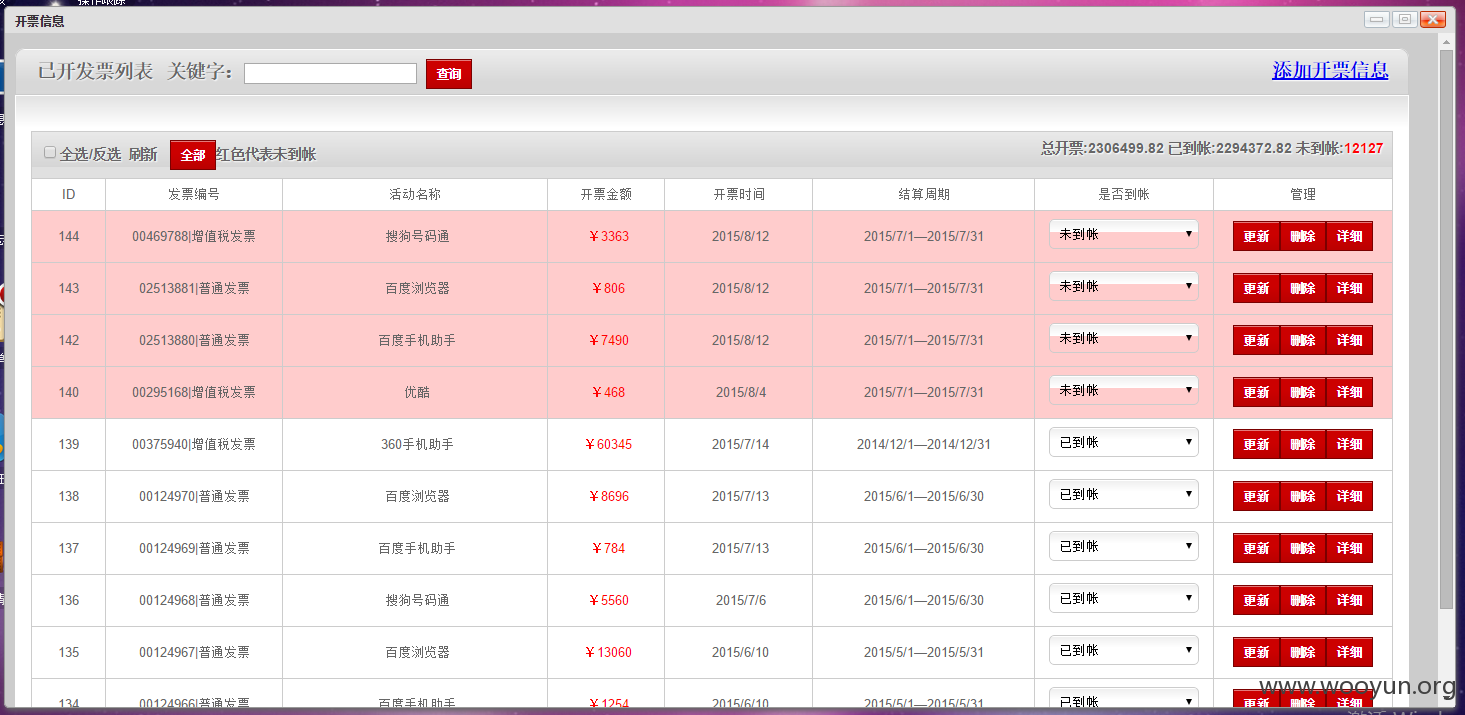 操作跟踪
开票信息
已开发票列表 关键字： 查询 添加开票信息
全选/反选 刷新 全部 红色代表未到帐 总开票:2306499.82 已到帐:2294372.82 未到帐:12127
ID 发票编号 活动名称 开票金额 开票时间 结算周期 是否到帐 管理
144 00469788|增值税发票 搜狗号码通 ￥3363 2015/8/12 2015/7/1—2015/7/31 未到帐 更新 删除 详细
143 02513881|普通发票 百度浏览器 ￥806 2015/8/12 2015/7/1—2015/7/31 未到帐 更新 删除 详细
142 02513880|普通发票 百度手机助手 ￥7490 2015/8/12 2015/7/1—2015/7/31 未到帐 更新 删除 详细
140 00295168|增值税发票 优酷 ￥468 2015/8/4 2015/7/1—2015/7/31 未到帐 更新 删除 详细
139 00375940|增值税发票 360手机助手 ￥60345 2015/7/14 2014/12/1—2014/12/31 已到帐 更新 删除 详细
138 00124970|普通发票 百度浏览器 ￥8696 2015/7/13 2015/6/1—2015/6/30 已到帐 更新 删除 详细
137 00124969|普通发票 百度手机助手 ￥784 2015/7/13 2015/6/1—2015/6/30 已到帐 更新 删除 详细
136 00124968|普通发票 搜狗号码通 ￥5560 2015/7/6 2015/6/1—2015/6/30 已到帐 更新 删除 详细
135 00124967|普通发票 百度浏览器 ￥13060 2015/6/10 2015/5/1—2015/5/31 已到帐 更新 删除 详细
134 00124966|普通发票 百度手机助手 ￥1254 2015/6/10 2015/5/1—2015/5/31 已到帐 更新 删除 详细
www.wooyun.org